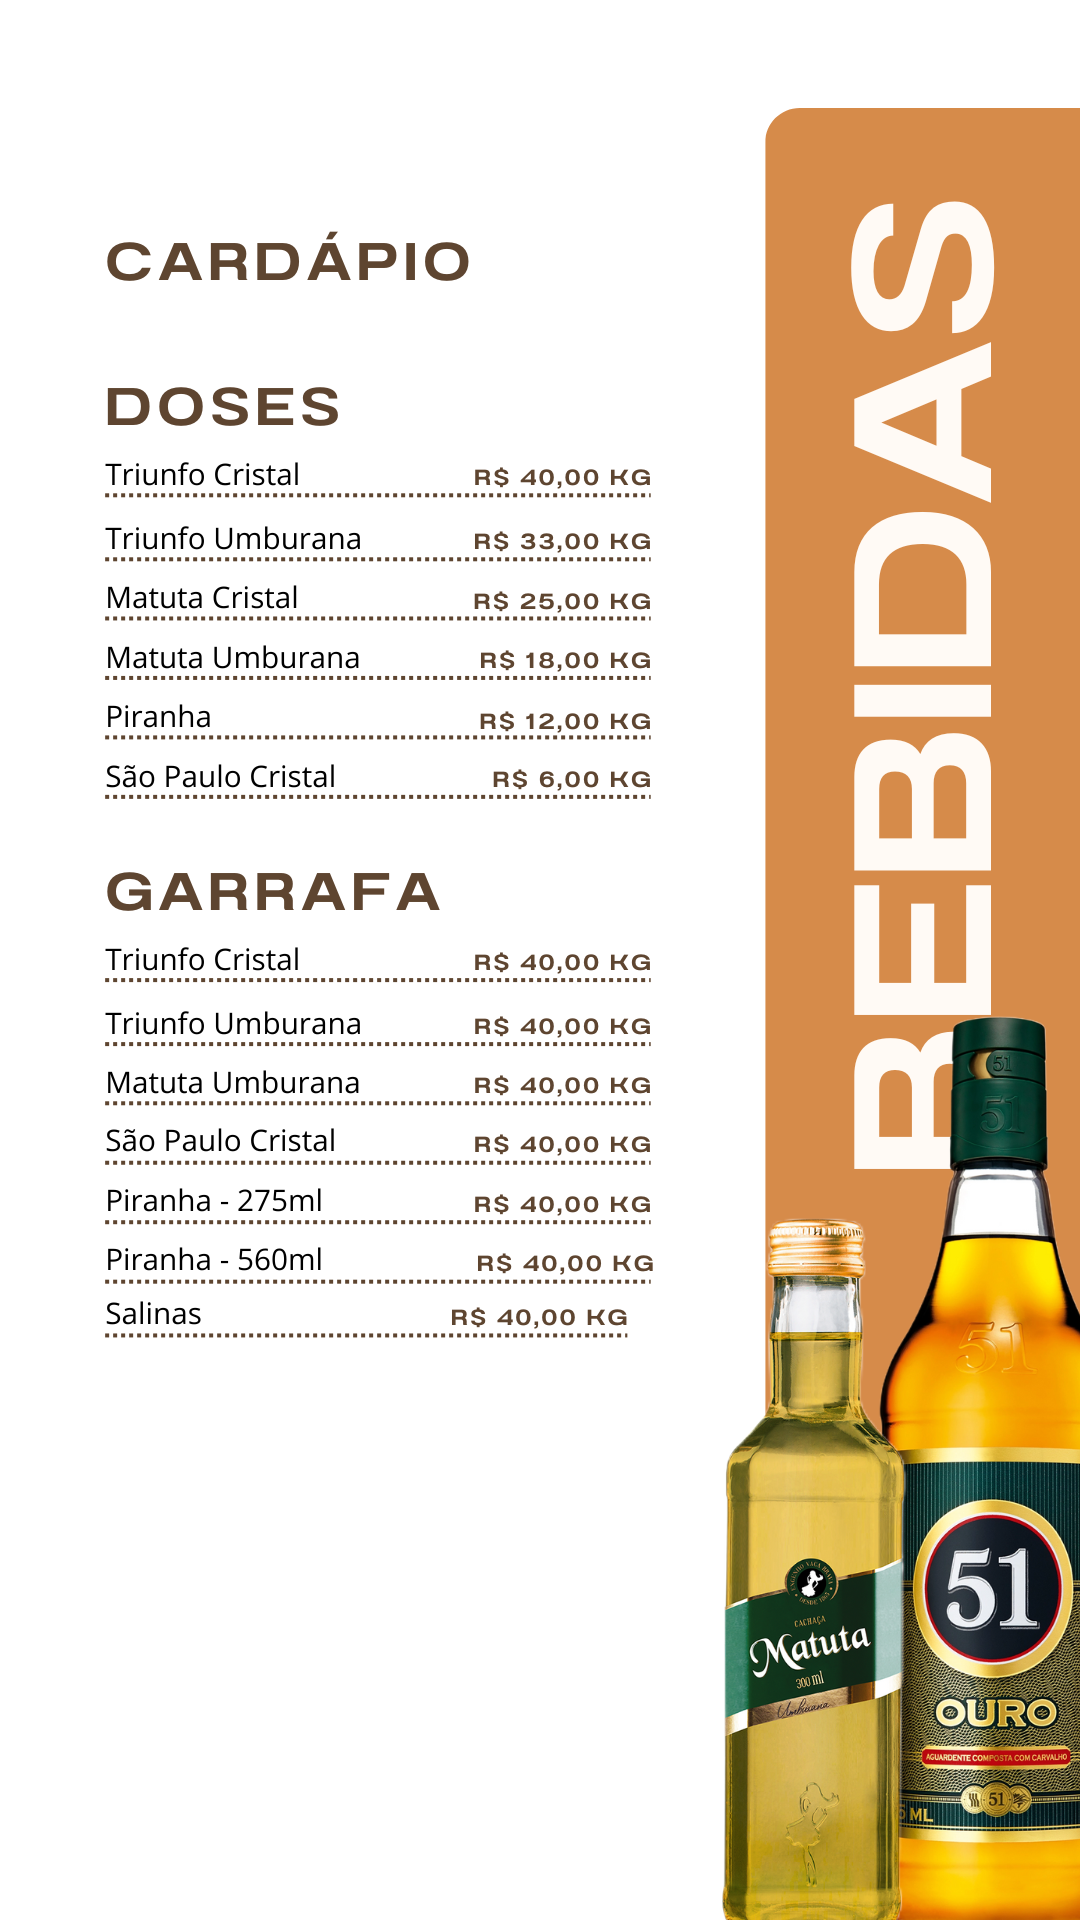 CARDÁPIO
DOSES
Triunfo Cristal R$ 40,00 KG
Triunfo Umburana R$ 33,00 KG
Matuta Cristal R$ 25,00 KG
Matuta Umburana R$ 18,00 KG
Piranha R$ 12,00 KG
São Paulo Cristal R$ 6,00 KG
GARRAFA
Triunfo Cristal R$ 40,00 KG
Triunfo Umburana R$ 40,00 KG
Matuta Umburana R$ 40,00 KG
São Paulo Cristal R$ 40,00 KG
Piranha - 275ml R$ 40,00 KG
Piranha - 560ml R$ 40,00 KG
Salinas R$ 40,00 KG
BEBIDAS
51
51
51
51
OURO
AGUARDENTE COMPOSTA COM CARVALHO
51
ML
CACHAÇA
Matuta
300 ml
Umburana